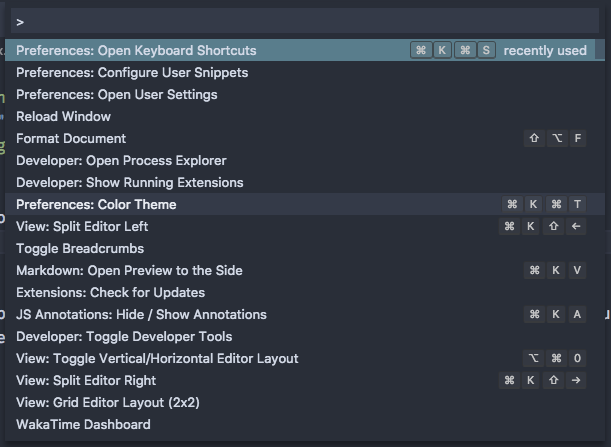 >
Preferences: Open Keyboard Shortcuts ⌘ K ⌘ S recently used
Preferences: Configure User Snippets
Preferences: Open User Settings
Reload Window
Format Document ⇧ ⌥ F
Developer: Open Process Explorer
Developer: Show Running Extensions
Preferences: Color Theme ⌘ K ⌘ T
View: Split Editor Left ⌘ K ⇧ ←
Toggle Breadcrumbs
Markdown: Open Preview to the Side ⌘ K V
Extensions: Check for Updates
JS Annotations: Hide / Show Annotations ⌘ K A
Developer: Toggle Developer Tools
View: Toggle Vertical/Horizontal Editor Layout ⌥ ⌘ 0
View: Split Editor Right ⌘ K ⇧ →
View: Grid Editor Layout (2x2)
WakaTime Dashboard